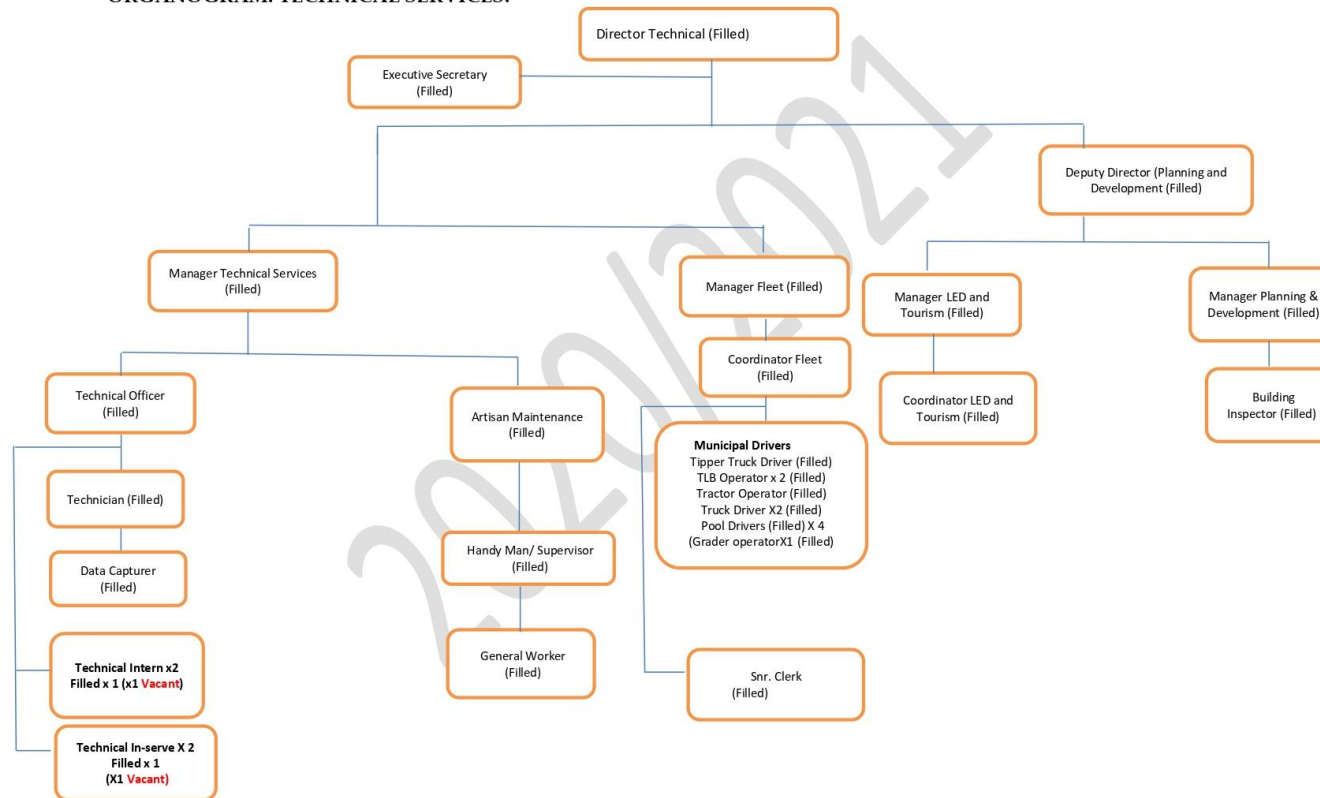 ORGANOGRAM: TECHNICAL SERVICES:
Director Technical (Filled)
Executive Secretary
(Filled)
Deputy Director (Planning and
Development (Filled)
Manager Technical Services
(Filled)
Manager Fleet (Filled)
Manager LED and
Tourism (Filled)
Manager Planning &
Development (Filled)
Coordinator Fleet
(Filled)
Technical Officer
(Filled)
Artisan Maintenance
(Filled)
Coordinator LED and
Tourism (Filled)
Building
Inspector (Filled)
Municipal Drivers
Tipper Truck Driver (Filled)
TLB Operator x 2 (Filled)
Tractor Operator (Filled)
Truck Driver X2 (Filled)
Pool Drivers (Filled) X 4
(Grader operatorX1 (Filled)
Technician (Filled)
Handy Man/ Supervisor
(Filled)
Data Capturer
(Filled)
General Worker
(Filled)
Technical Intern x2
Filled x 1 (x1 Vacant)
Snr. Clerk
(Filled)
Technical In-serve X 2
Filled x 1
(X1 Vacant)
2020/2021